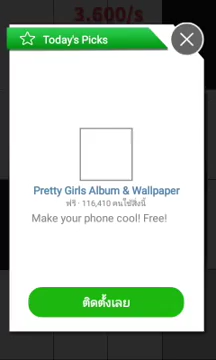 3.600/s
Today's Picks
Pretty Girls Album & Wallpaper
ฟรี · 116,410 คนใช้สิ่งนี้
Make your phone cool! Free!
ติดตั้งเลย